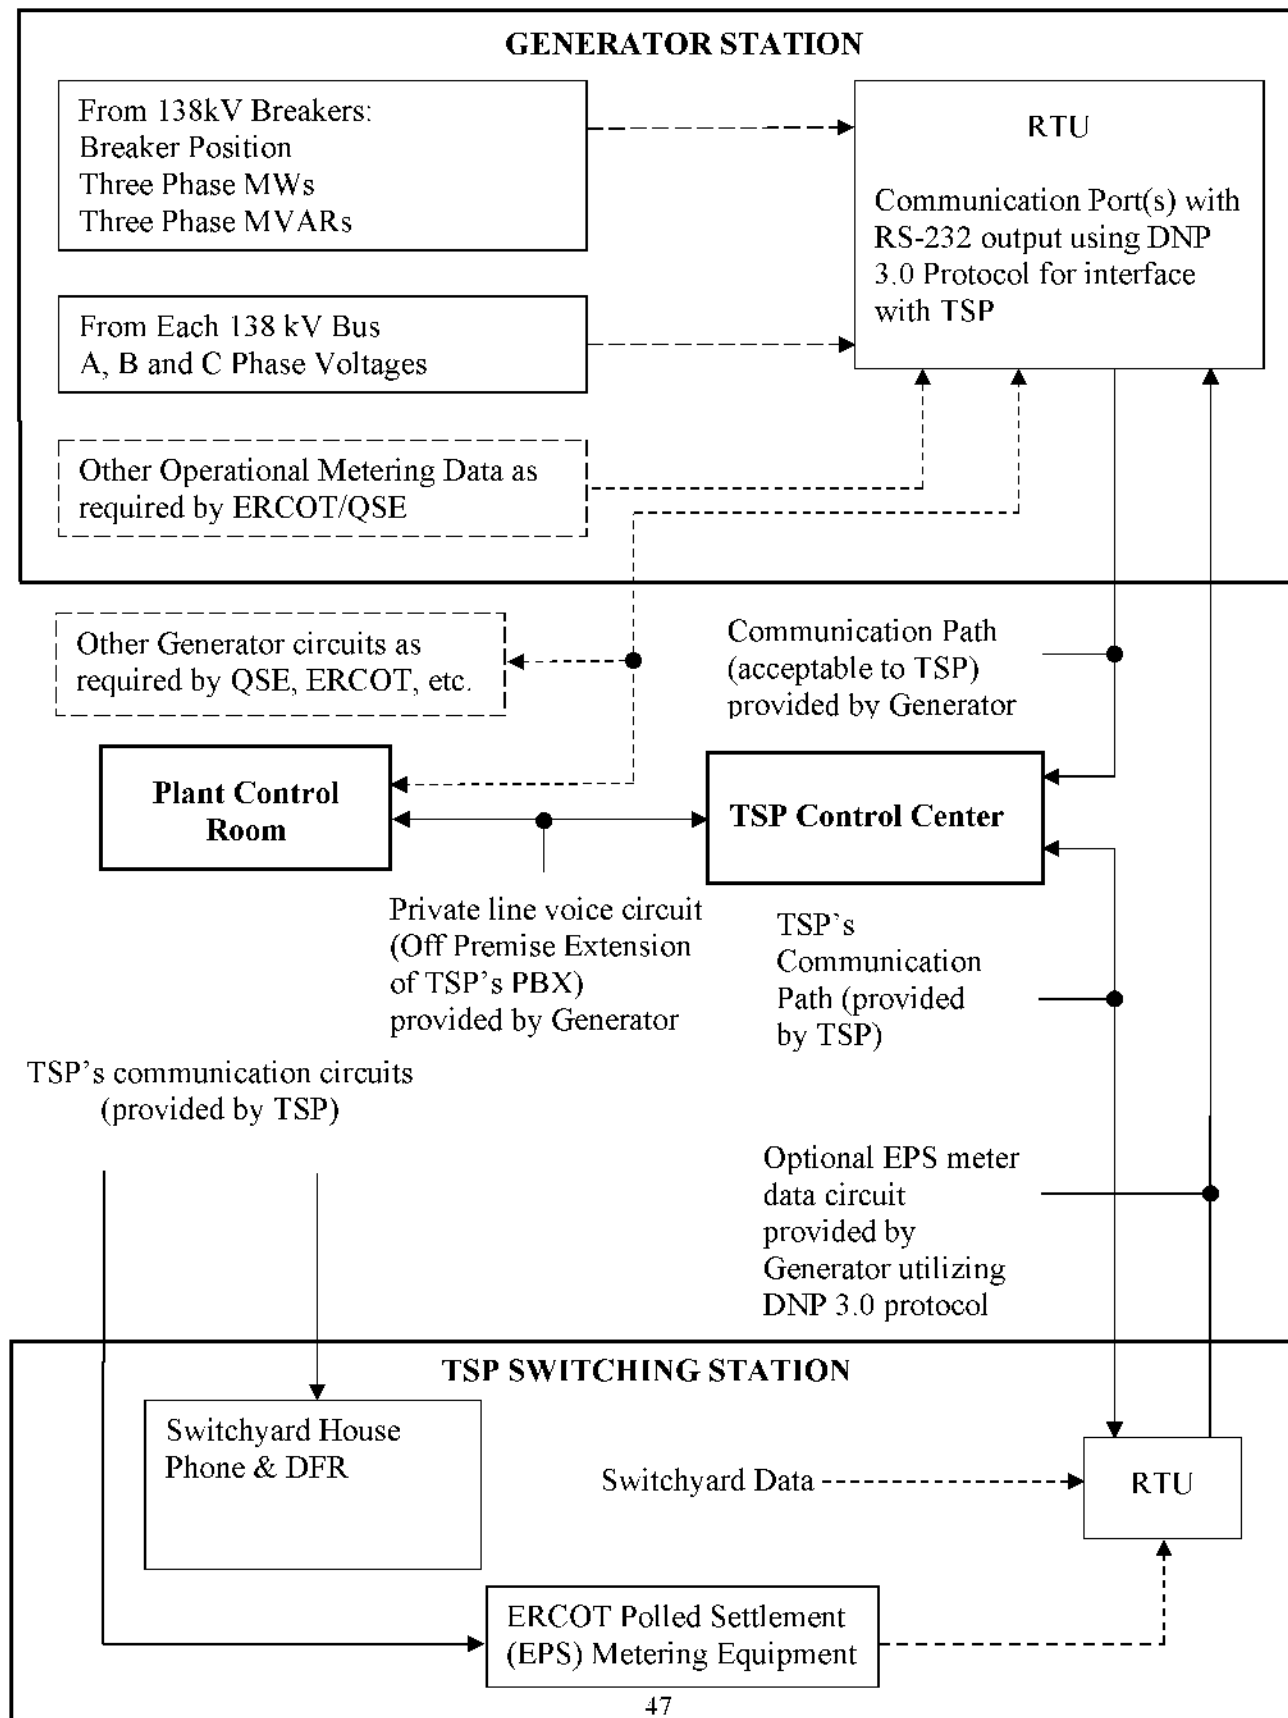 GENERATOR STATION
From 138kV Breakers:
Breaker Position
Three Phase MWs
Three Phase MVARs
RTU
Communication Port(s) with
RS-232 output using DNP
3.0 Protocol for interface
with TSP
From Each 138 kV Bus
A, B and C Phase Voltages
Other Operational Metering Data as
required by ERCOT/QSE
Other Generator circuits as
required by QSE, ERCOT, etc.
Communication Path
(acceptable to TSP)
provided by Generator
Plant Control
Room
TSP Control Center
Private line voice circuit
(Off Premise Extension
of TSP's PBX)
provided by Generator
TSP's
Communication
Path (provided
by TSP)
TSP's communication circuits
(provided by TSP)
Optional EPS meter
data circuit
provided by
Generator utilizing
DNP 3.0 protocol
TSP SWITCHING STATION
Switchyard House
Phone & DFR
Switchyard Data
RTU
ERCOT Polled Settlement
(EPS) Metering Equipment
47